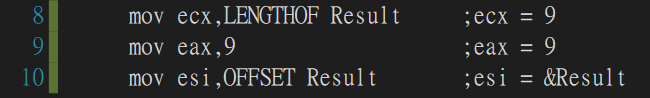 8 mov ecx,LENGTHOF Result ;ecx = 9
9 mov eax,9 ;eax = 9
10 mov esi,OFFSET Result ;esi = &Result